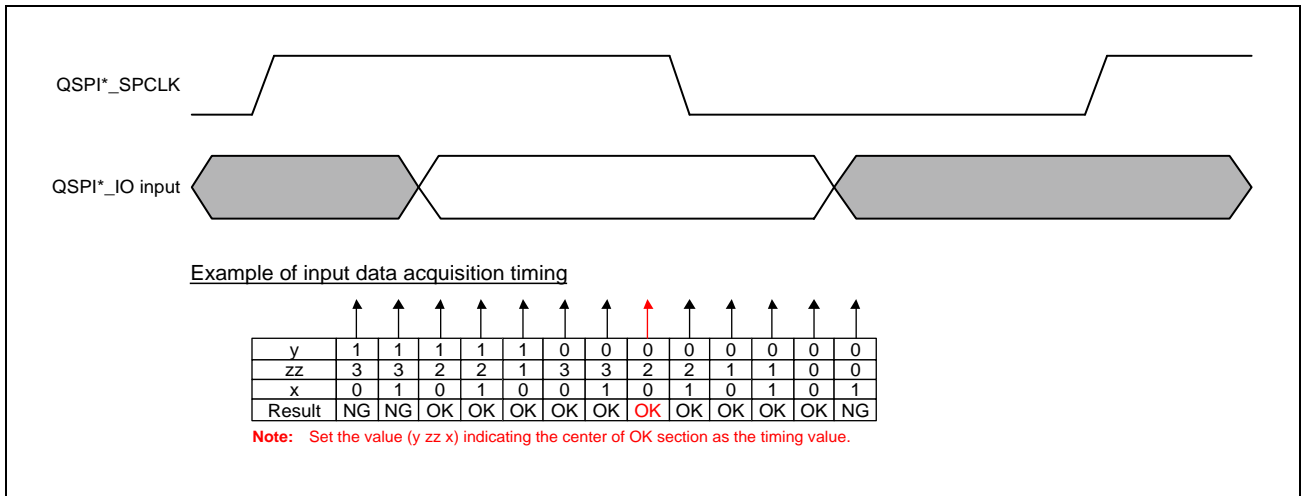 QSPI*_SPCLK
QSPI*_IO input
Example of input data acquisition timing
y 1 1 1 1 1 0 0 0 0 0 0 0 0
zz 3 3 2 2 1 3 3 2 2 1 1 0 0
x 0 1 0 1 0 0 1 0 1 0 1 0 1
Result NG NG OK OK OK OK OK OK OK OK OK OK NG
Note: Set the value (y zz x) indicating the center of OK section as the timing value.